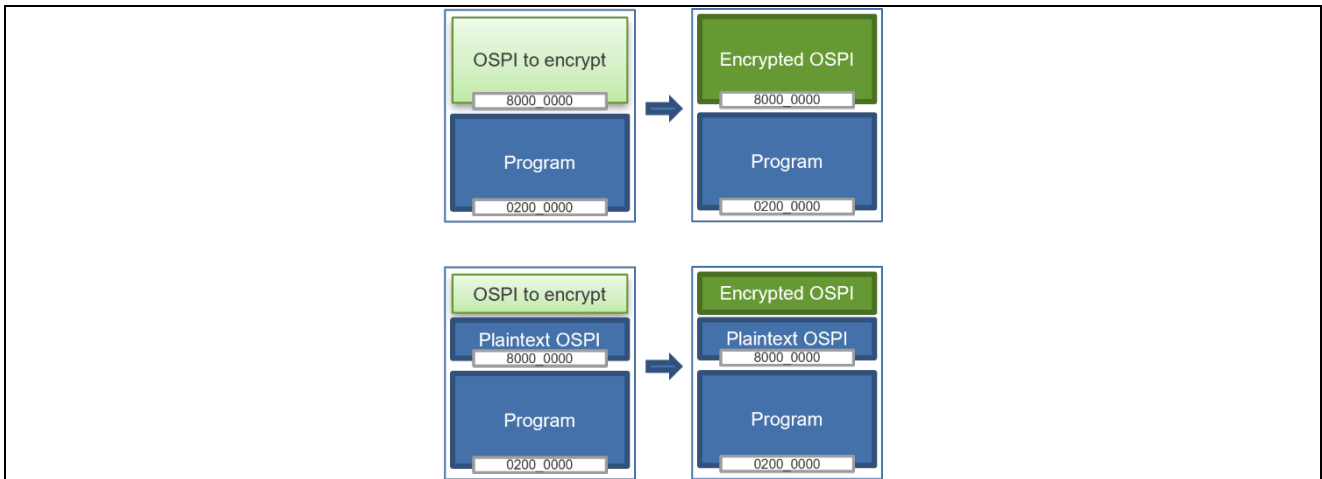 OSPI to encrypt
8000_0000
Program
0200_0000
Encrypted OSPI
8000_0000
Program
0200_0000
OSPI to encrypt
Plaintext OSPI
8000_0000
Program
0200_0000
Encrypted OSPI
Plaintext OSPI
8000_0000
Program
0200_0000